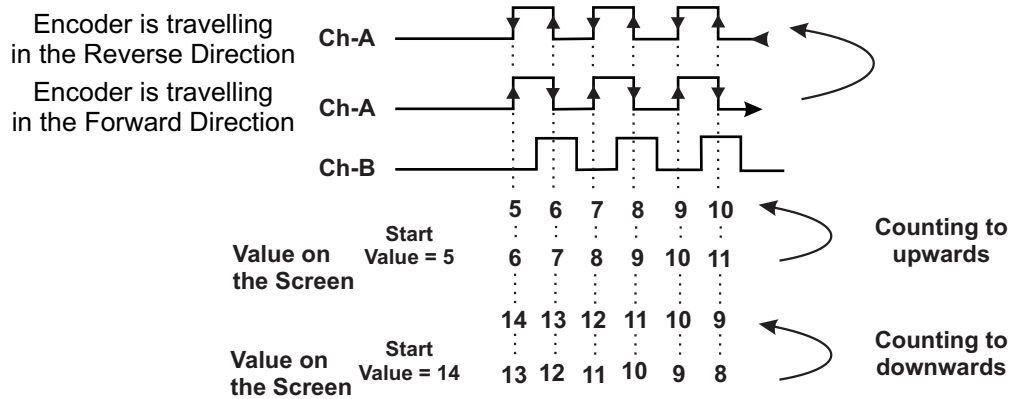 Encoder is travelling
in the Reverse Direction
Ch-A
Encoder is travelling
in the Forward Direction
Ch-A
Ch-B
5 6 7 8 9 10
Counting to
upwards
Value on
the Screen
Start
Value = 5
6 7 8 9 10 11
14 13 12 11 10 9
Counting to
downwards
Value on
the Screen
Start
Value = 14
13 12 11 10 9 8